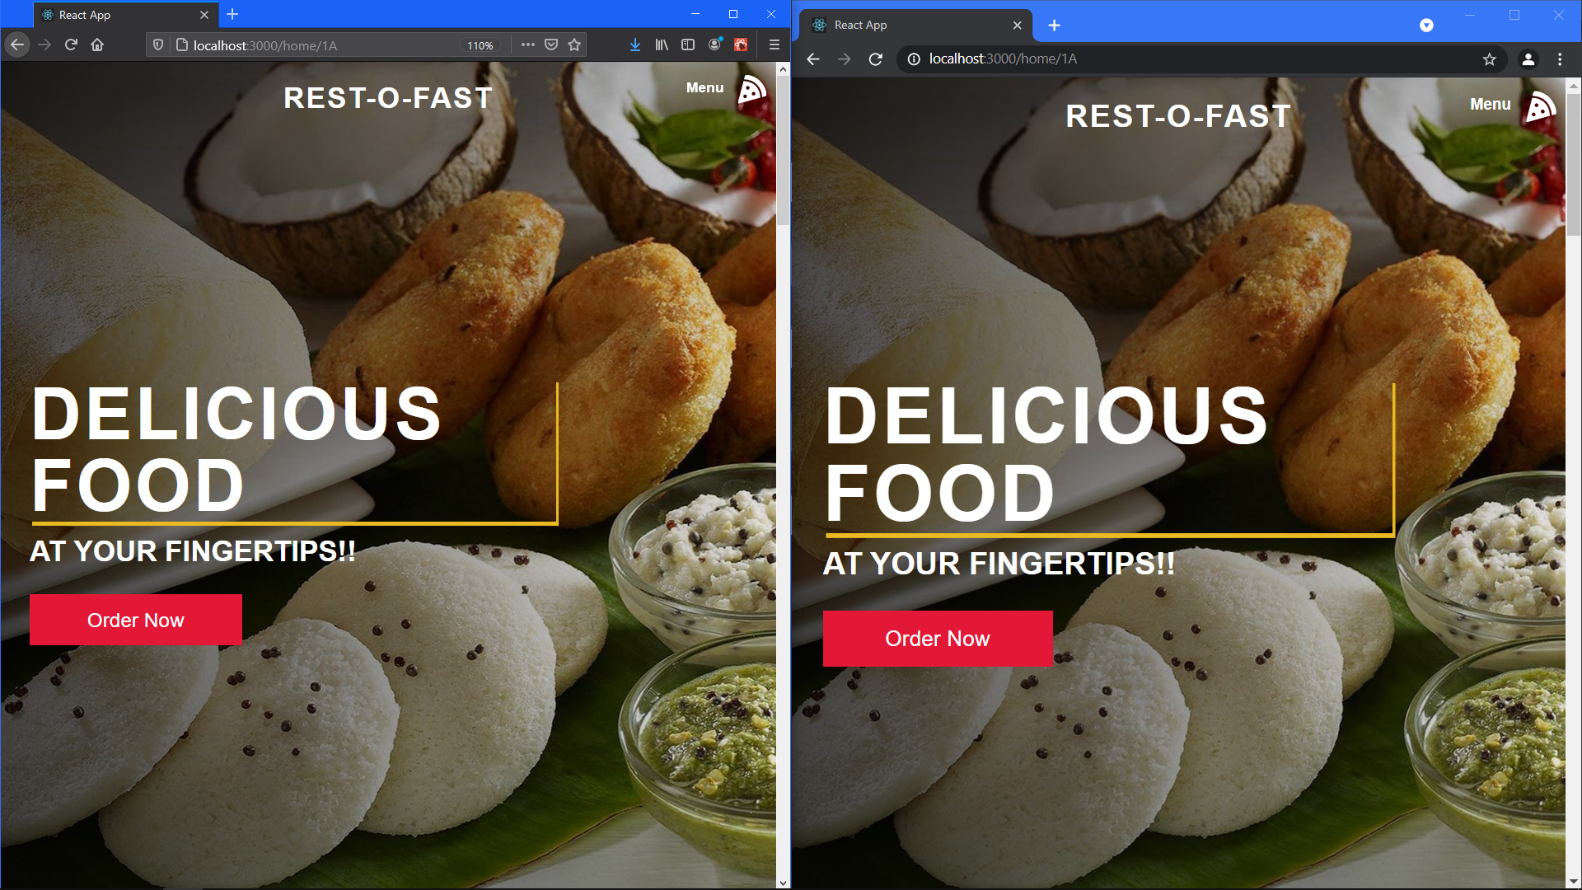 React App
localhost:3000/home/1A
110%
REST-O-FAST
Menu
DELICIOUS
FOOD
AT YOUR FINGERTIPS!!
Order Now
React App
localhost:3000/home/1A
REST-O-FAST
Menu
DELICIOUS
FOOD
AT YOUR FINGERTIPS!!
Order Now